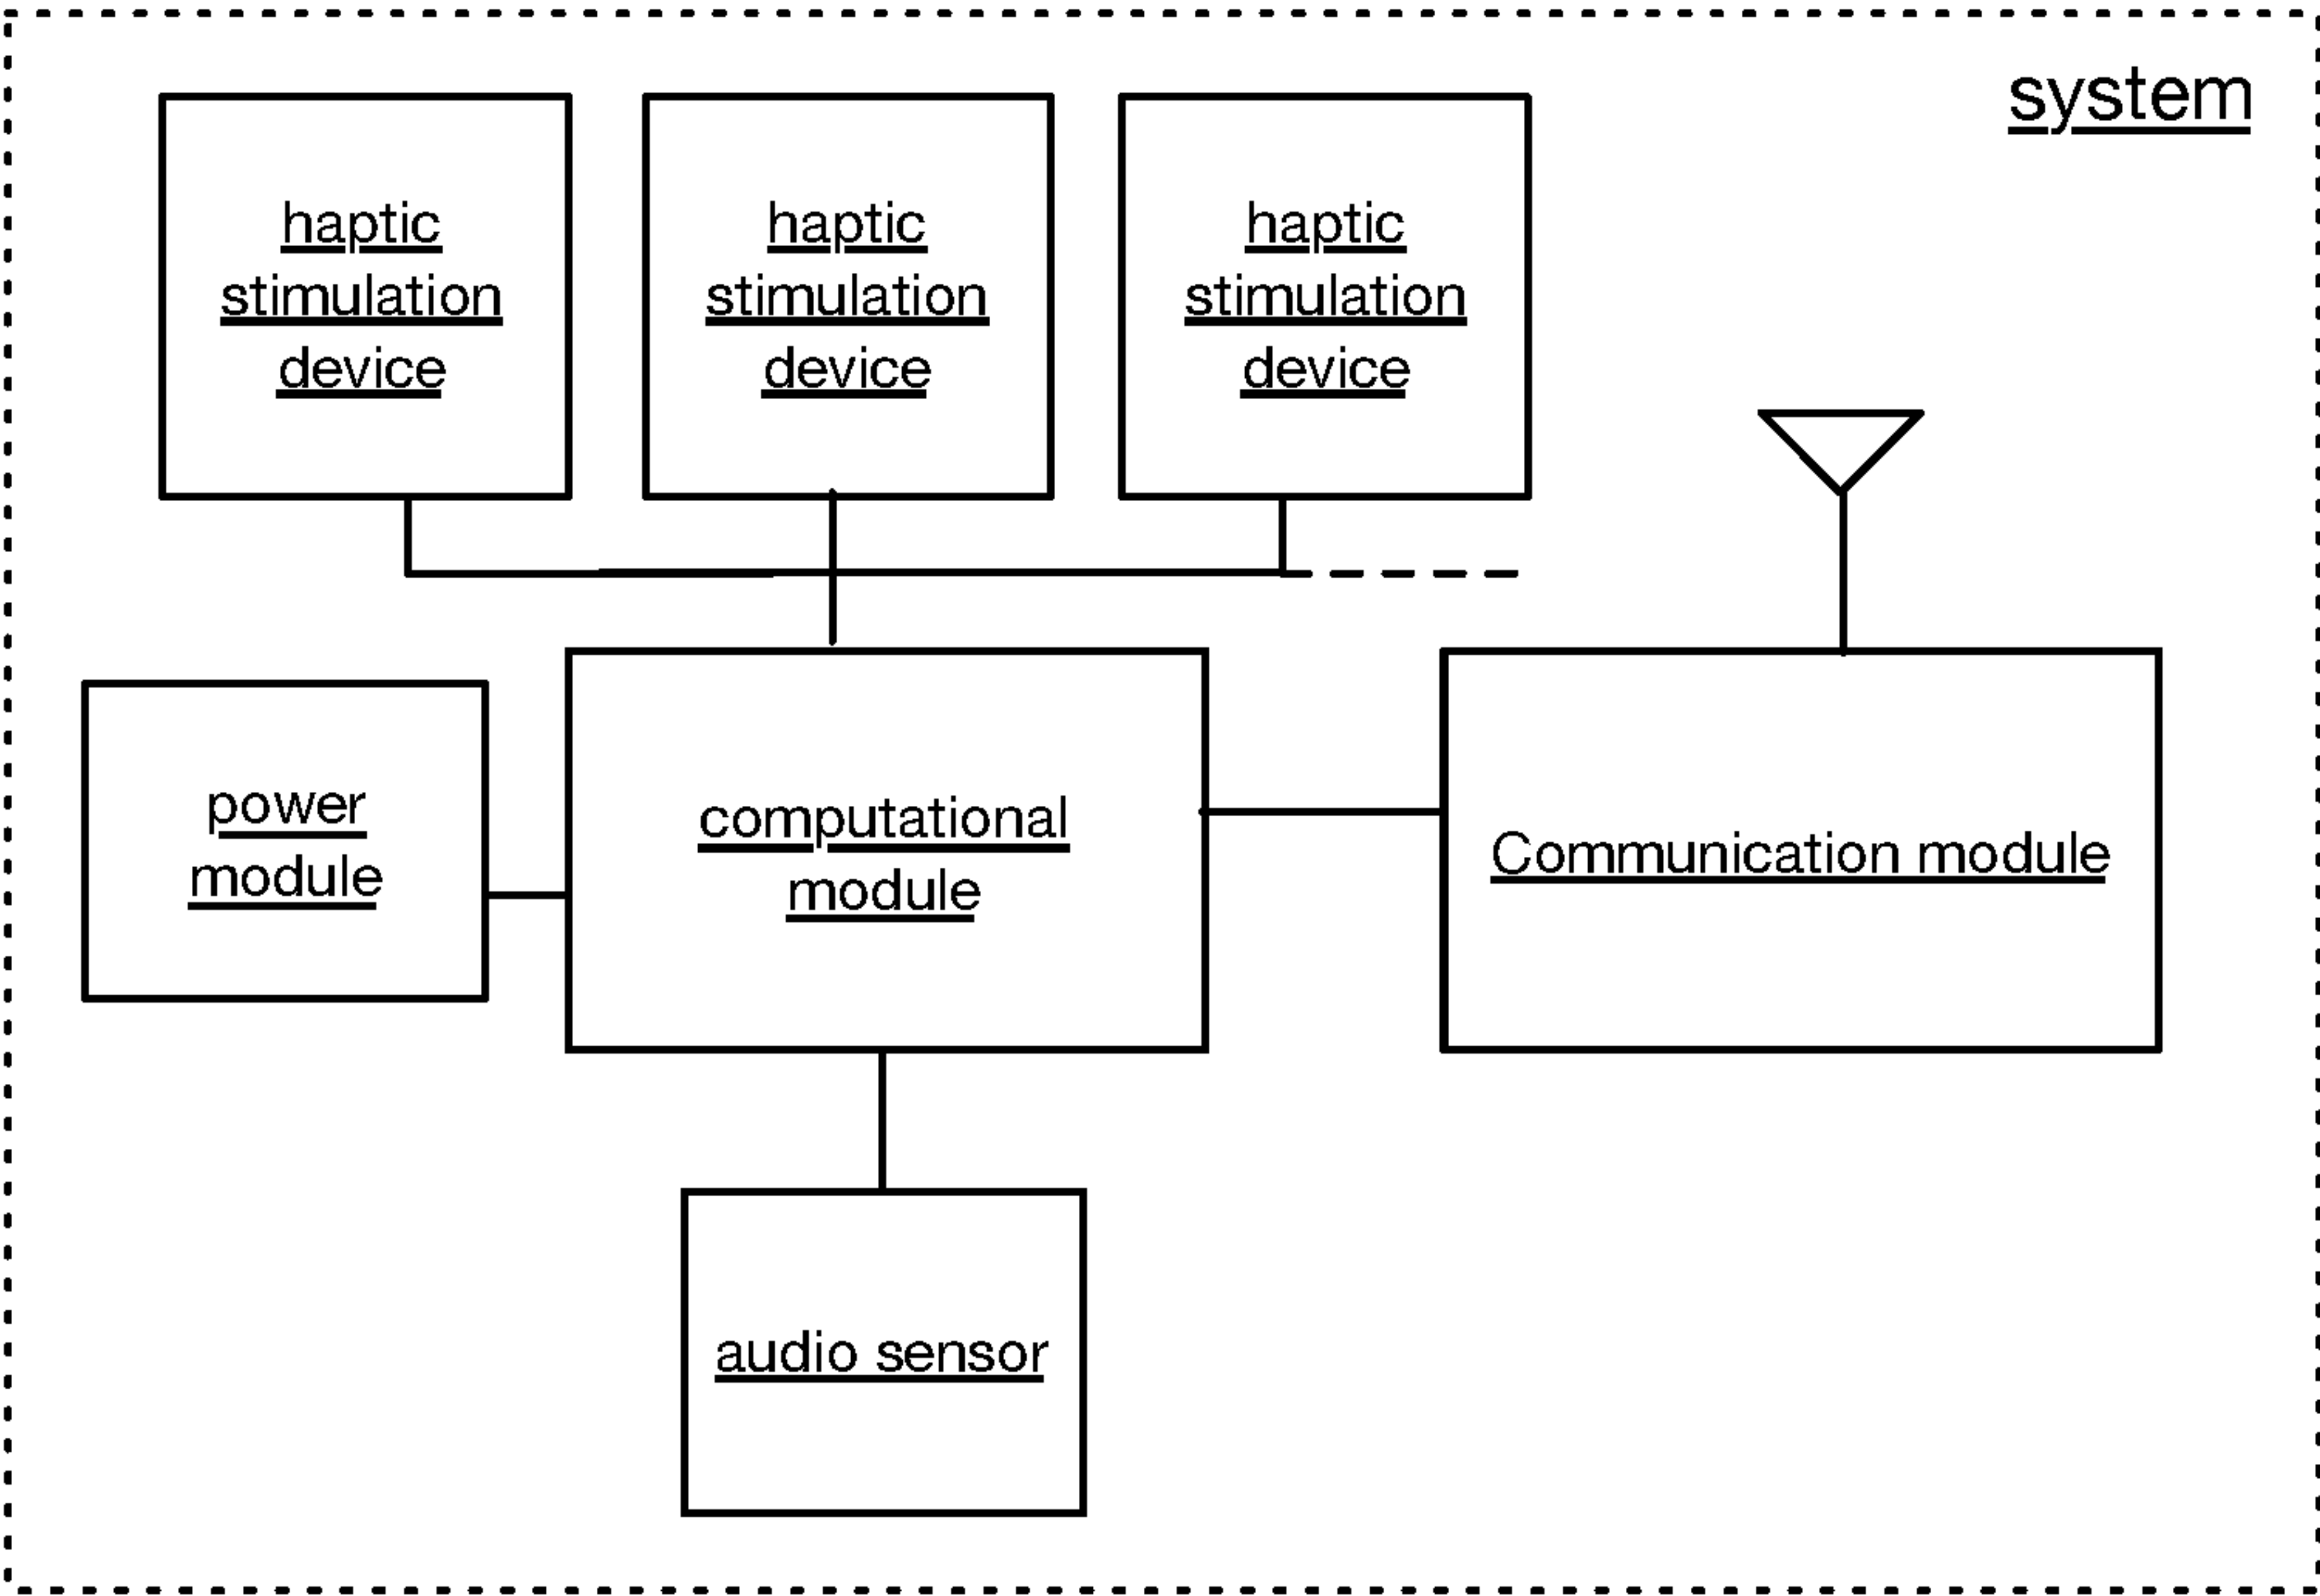 system
haptic
stimulation
device
haptic
stimulation
device
haptic
stimulation
device
power
module
computational
module
Communication module
audio sensor